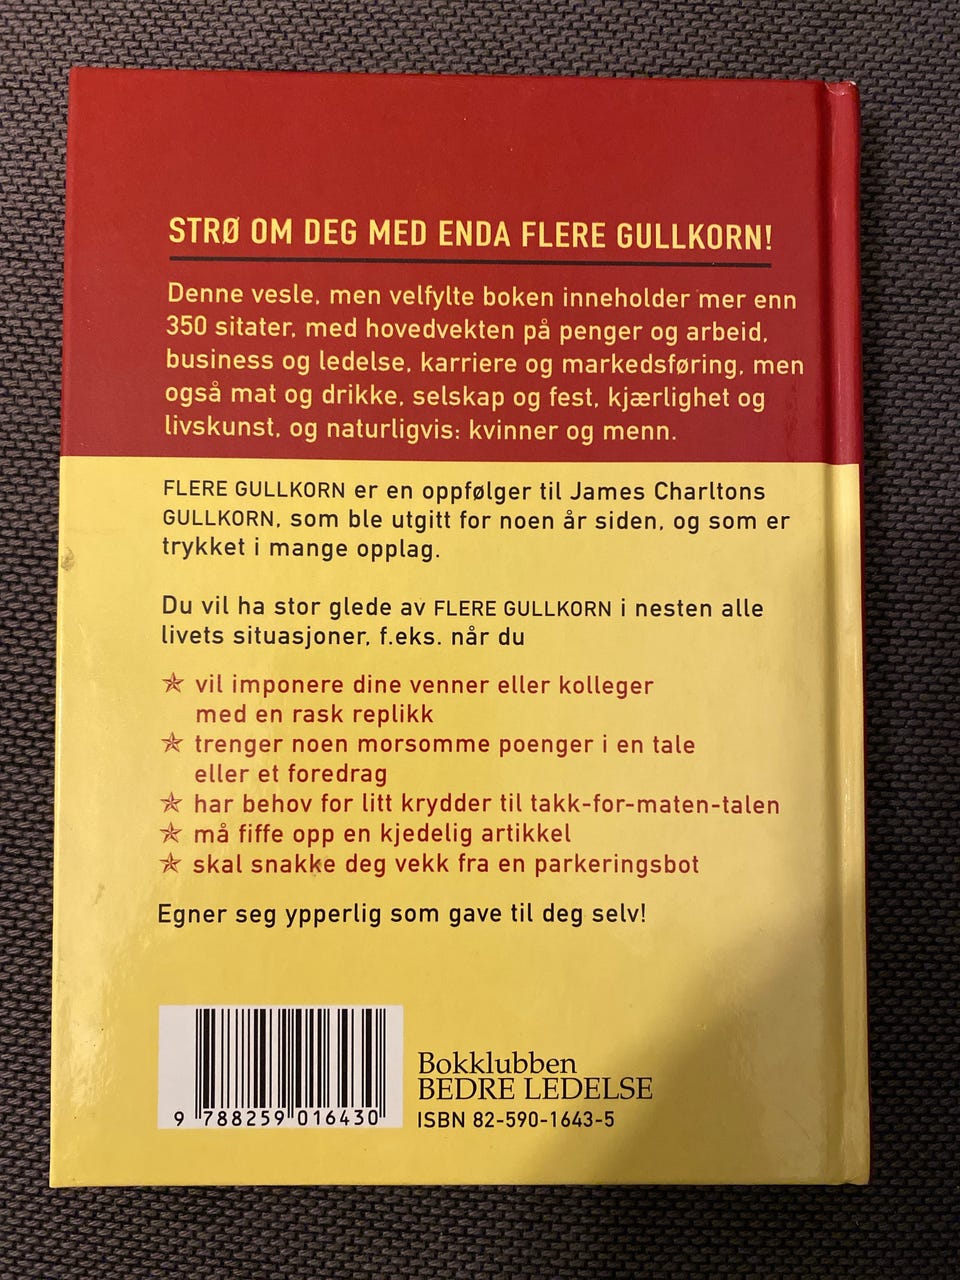 STRØ OM DEG MED ENDA FLERE GULLKORN!
Denne vesle, men velfylte boken inneholder mer enn
350 sitater, med hovedvekten på penger og arbeid,
business og ledelse, karriere og markedsføring, men
også mat og drikke, selskap og fest, kjærlighet og
livskunst, og naturligvis: kvinner og menn.
FLERE GULLKORN er en oppfølger til James Charltons
GULLKORN, som ble utgitt for noen år siden, og som er
trykket i mange opplag.
Du vil ha stor glede av FLERE GULLKORN i nesten alle
livets situasjoner, f.eks. når du
vil imponere dine venner eller kolleger
med en rask replikk
trenger noen morsomme poenger i en tale
eller et foredrag
har behov for litt krydder til takk-for-maten-talen
må fiffe opp en kjedelig artikkel
skal snakke deg vekk fra en parkeringsbot
Egner seg ypperlig som gave til deg selv!
Bokklubben
BEDRE LEDELSE
ISBN 82-590-1643-5
9 788259 016430